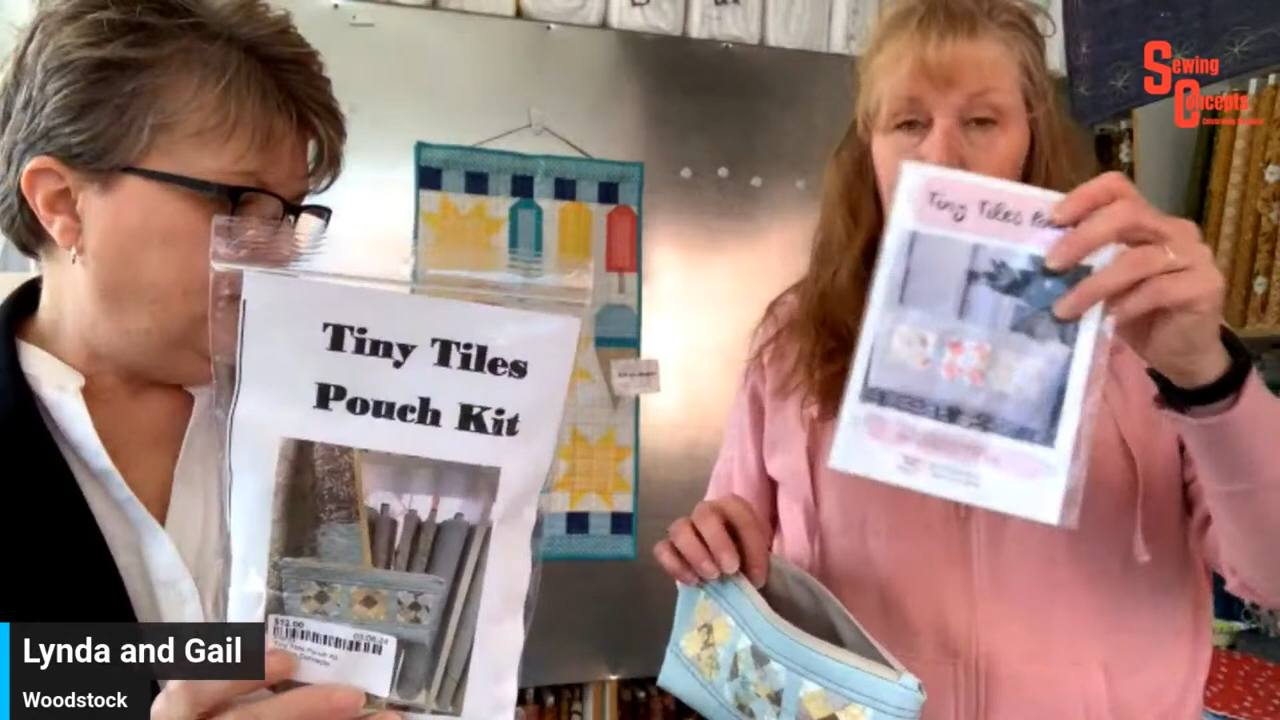 Sewing
Concepts
Tiny Tiles
Tiny Tiles
Pouch Kit
$12.00
Tiny Tiles Pouch Kit
Lynda and Gail
Woodstock